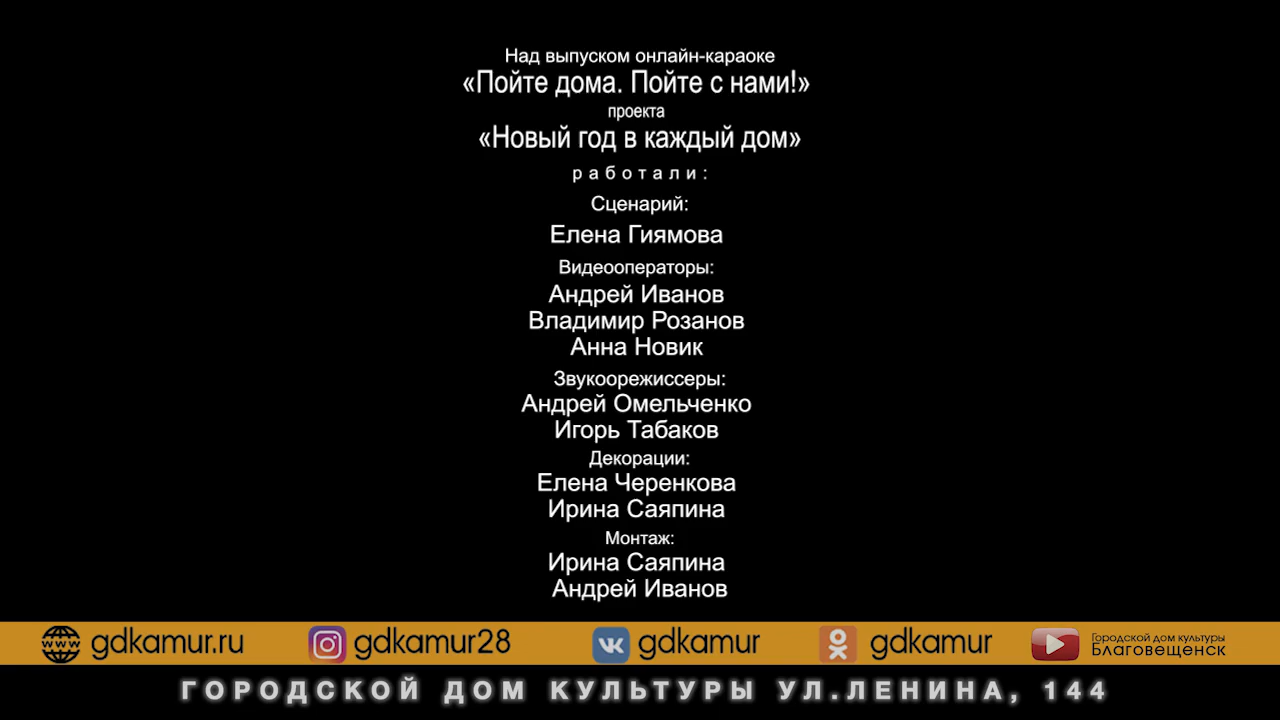 Над выпуском онлайн-караоке
«Пойте дома. Пойте с нами!»
проекта
«Новый год в каждый дом»
работали:
Сценарий:
Елена Гиямова
Видеооператоры:
Андрей Иванов
Владимир Розанов
Анна Новик
Звукоорежиссеры:
Андрей Омельченко
Игорь Табаков
Декорации:
Елена Черенкова
Ирина Саяпина
Монтаж:
Ирина Саяпина
Андрей Иванов
www gdkamur.ru gdkamur28 gdkamur gdkamur Городской дом культуры
Благовещенск
ГОРОДСКОЙ ДОМ КУЛЬТУРЫ УЛ.ЛЕНИНА, 144